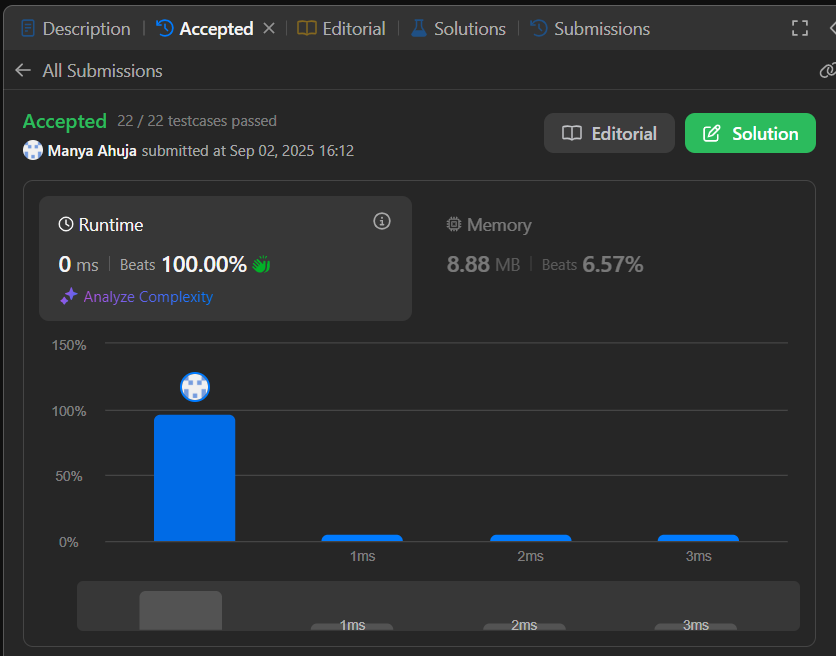 Description Accepted Editorial Solutions Submissions
All Submissions
Accepted 22 / 22 testcases passed
Manya Ahuja submitted at Sep 02, 2025 16:12
Editorial
Solution
Runtime
0 ms Beats 100.00%
Analyze Complexity
Memory
8.88 MB Beats 6.57%
150%
100%
50%
0%
1ms 2ms 3ms
1ms 2ms 3ms